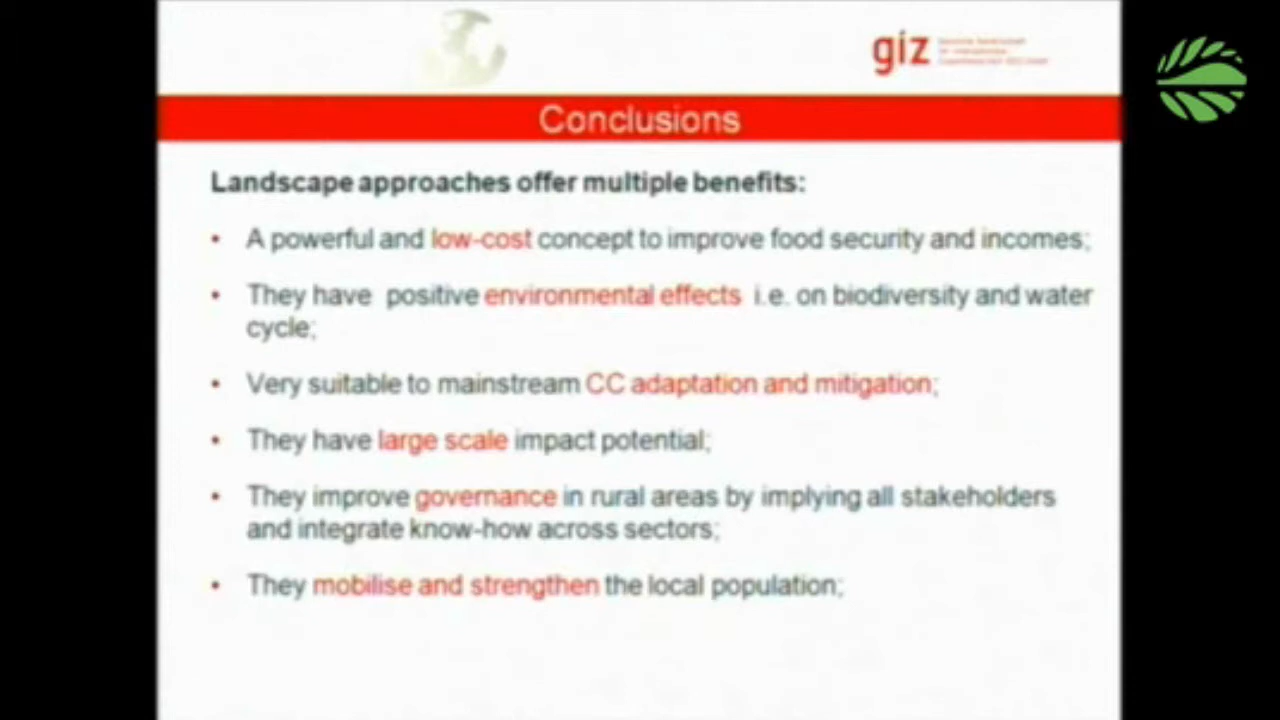 giz
Conclusions
Landscape approaches offer multiple benefits:
• A powerful and low-cost concept to improve food security and incomes;
• They have positive environmental effects i.e. on biodiversity and water
cycle;
• Very suitable to mainstream CC adaptation and mitigation;
• They have large scale impact potential;
• They improve governance in rural areas by implying all stakeholders
and integrate know-how across sectors;
• They mobilise and strengthen the local population;